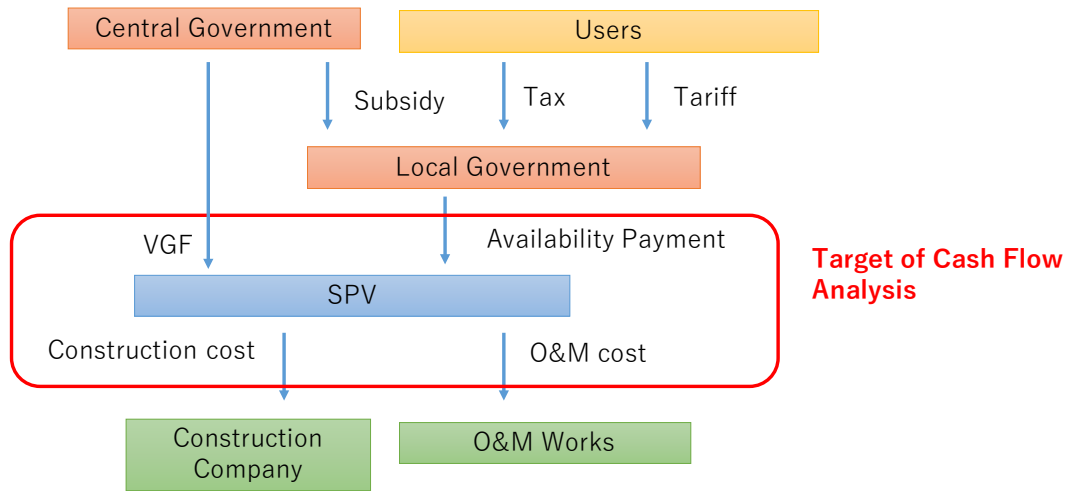 Central Government
Users
Subsidy
Tax
Tariff
Local Government
VGF
Availability Payment
Target of Cash Flow
Analysis
SPV
Construction cost
O&M cost
Construction
Company
O&M Works